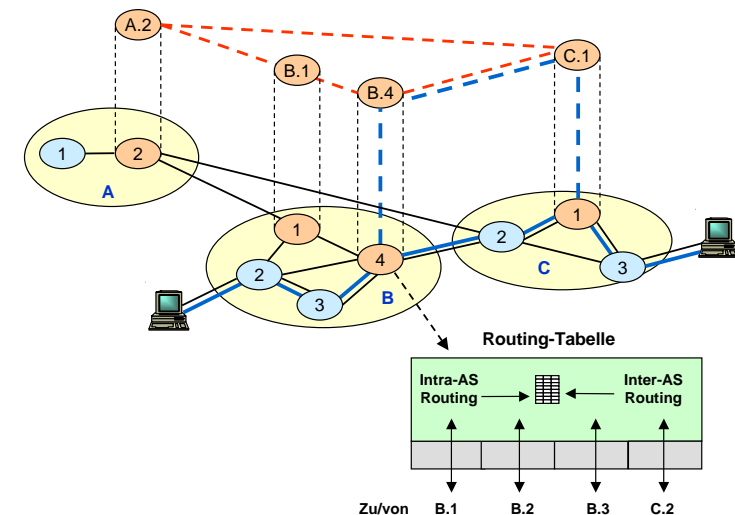 A.2
B.1
B.4
C.1
1
2
A
1
2
3
4
B
2
1
3
C
Routing-Tabelle
Intra-AS
Routing
Inter-AS
Routing
Zu/von B.1 B.2 B.3 C.2